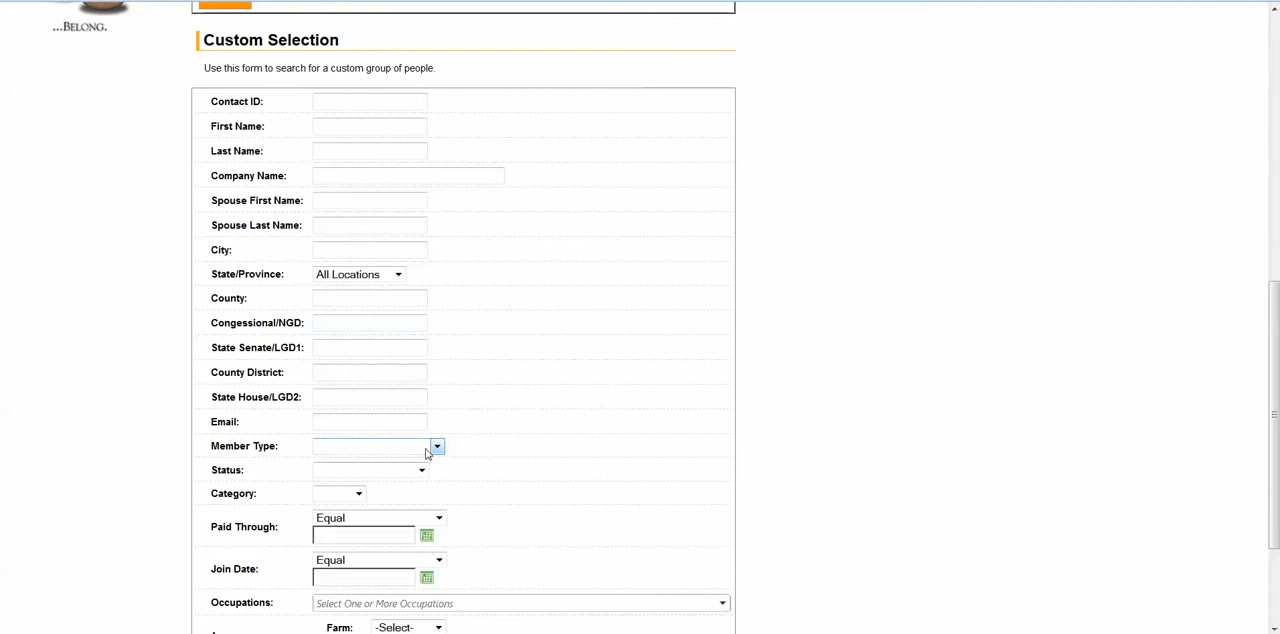 ...BELONG.
Custom Selection
Use this form to search for a custom group of people.
Contact ID:
First Name:
Last Name:
Company Name:
Spouse First Name:
Spouse Last Name:
City:
State/Province: All Locations
County:
Congessional/NGD:
State Senate/LGD1:
County District:
State House/LGD2:
Email:
Member Type:
Status:
Category:
Paid Through: Equal
Join Date: Equal
Occupations: Select One or More Occupations
Farm: -Select-